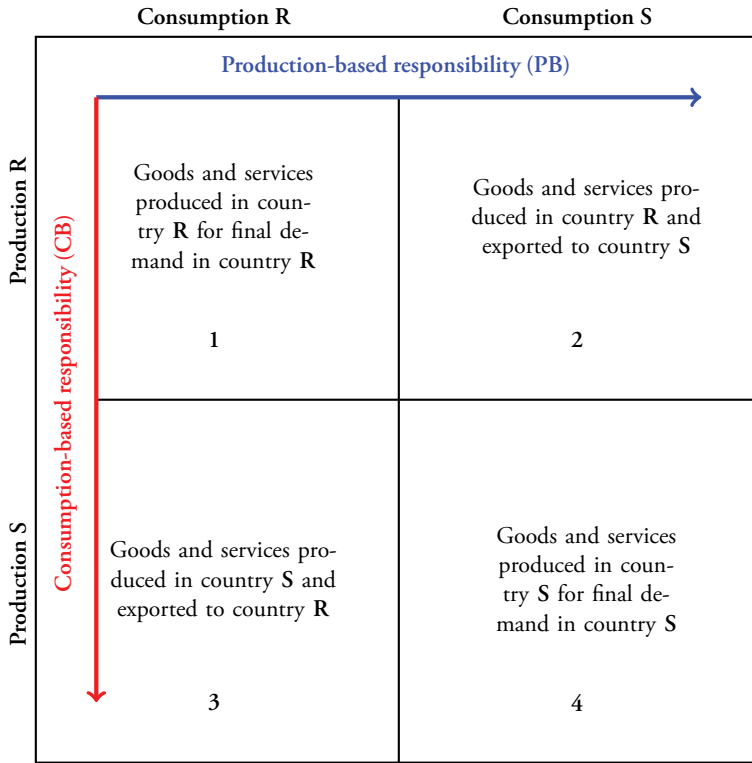 Consumption R
Consumption S
Production-based responsibility (PB)
Production R
Consumption-based responsibility (CB)
Goods and services
produced in coun-
try R for final de-
mand in country R
1
Goods and services pro-
duced in country R and
exported to country S
2
Production S
Goods and services pro-
duced in country S and
exported to country R
3
Goods and services
produced in coun-
try S for final de-
mand in country S
4